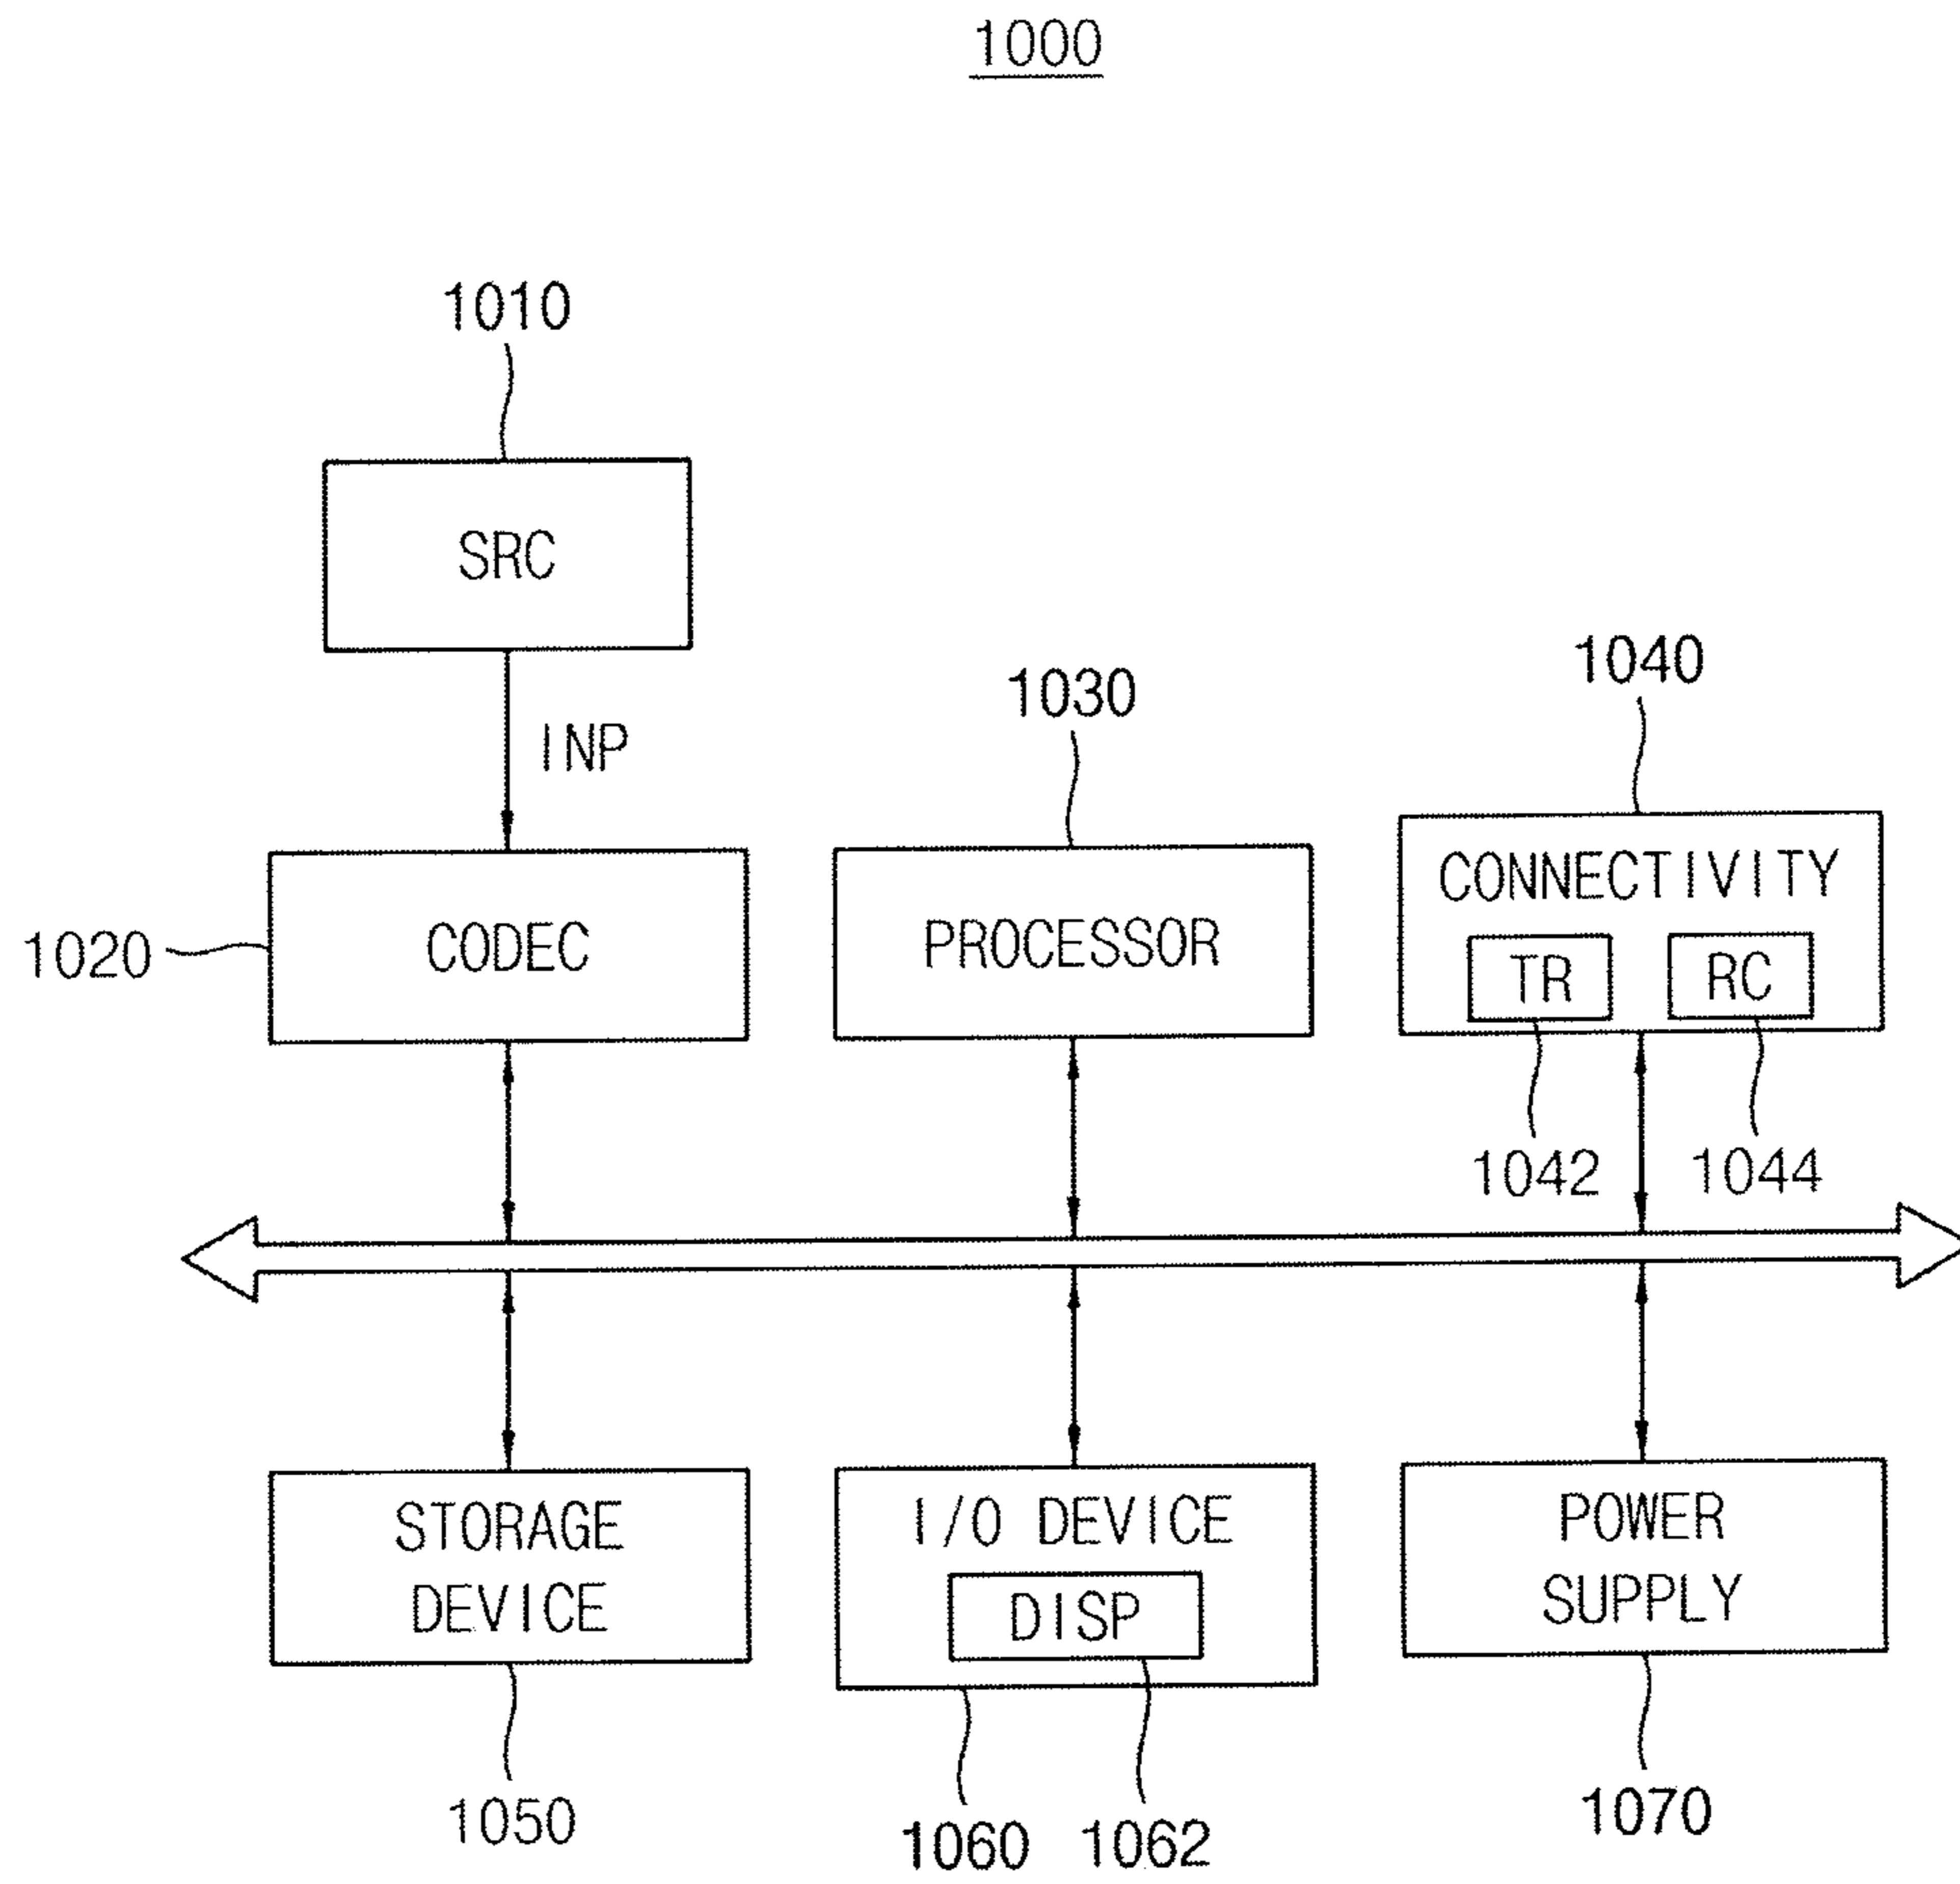 1000
1010
SRC
INP
1030
1040
1020
CODEC
PROCESSOR
CONNECTIVITY
TR
RC
1042
1044
STORAGE
DEVICE
I/O DEVICE
DISP
POWER
SUPPLY
1050
1060
1062
1070